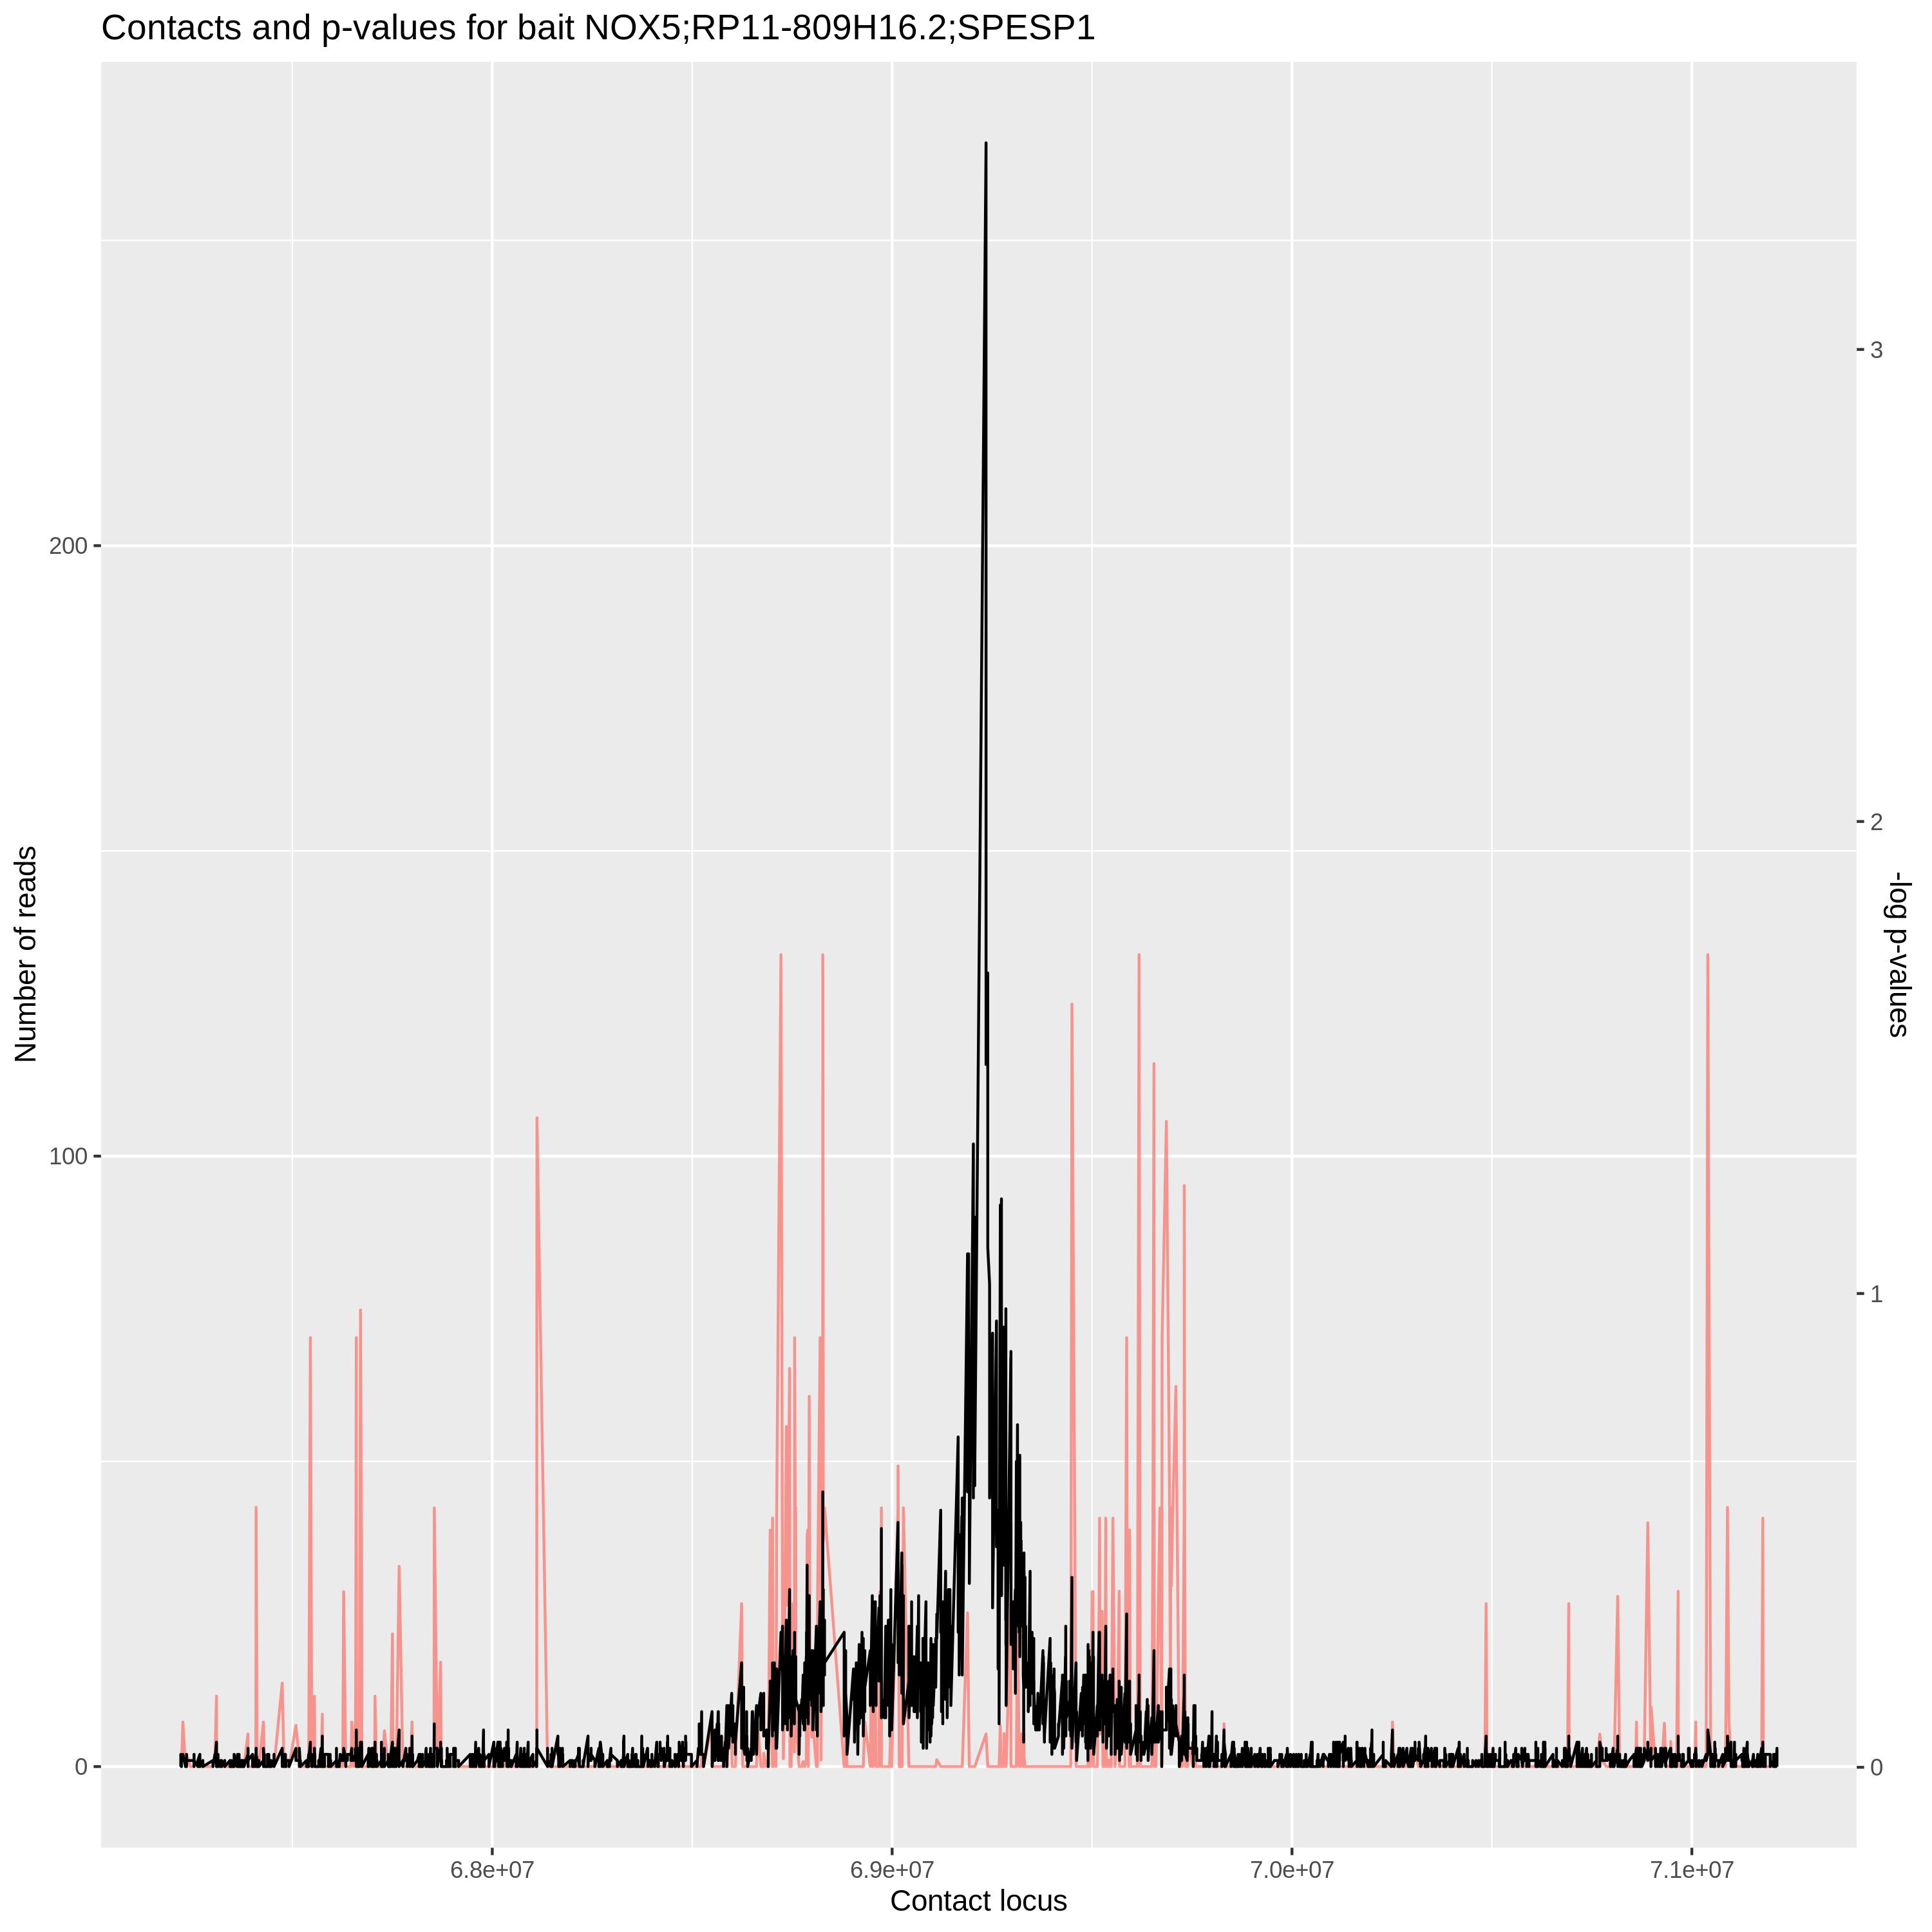 Contacts and p-values for bait NOX5;RP11-809H16.2;SPESP1
Number of reads
200
100
0
3
2
1
0
-log p-values
6.8e+07 6.9e+07 7.0e+07 7.1e+07
Contact locus